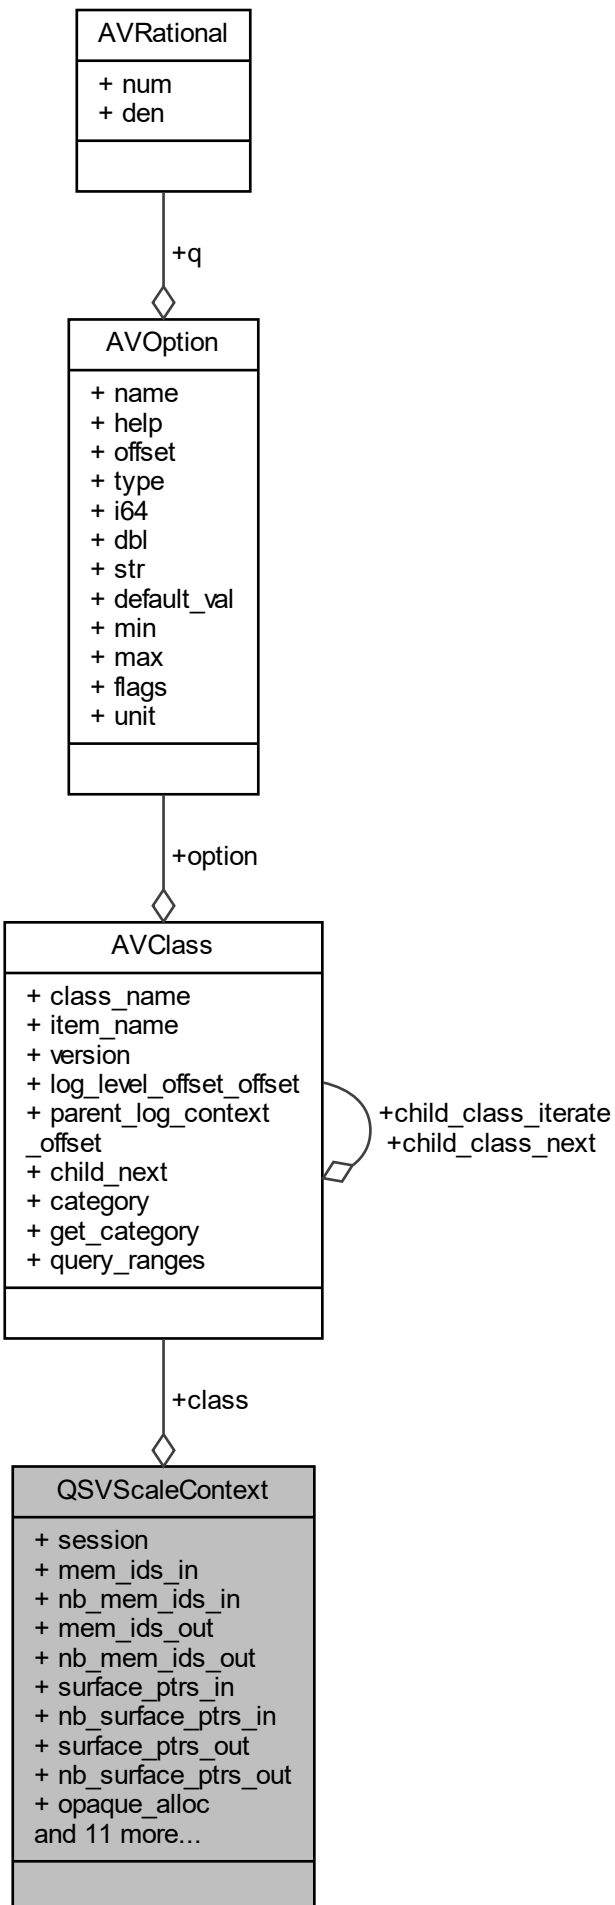 AVRational
+ num
+ den
+q
AVOption
+ name
+ help
+ offset
+ type
+ i64
+ dbl
+ str
+ default_val
+ min
+ max
+ flags
+ unit
+option
AVClass
+ class_name
+ item_name
+ version
+ log_level_offset_offset
+ parent_log_context
_offset
+ child_next
+ category
+ get_category
+ query_ranges
+child_class_iterate
+child_class_next
+class
QSVScaleContext
+ session
+ mem_ids_in
+ nb_mem_ids_in
+ mem_ids_out
+ nb_mem_ids_out
+ surface_ptrs_in
+ nb_surface_ptrs_in
+ surface_ptrs_out
+ nb_surface_ptrs_out
+ opaque_alloc
and 11 more...